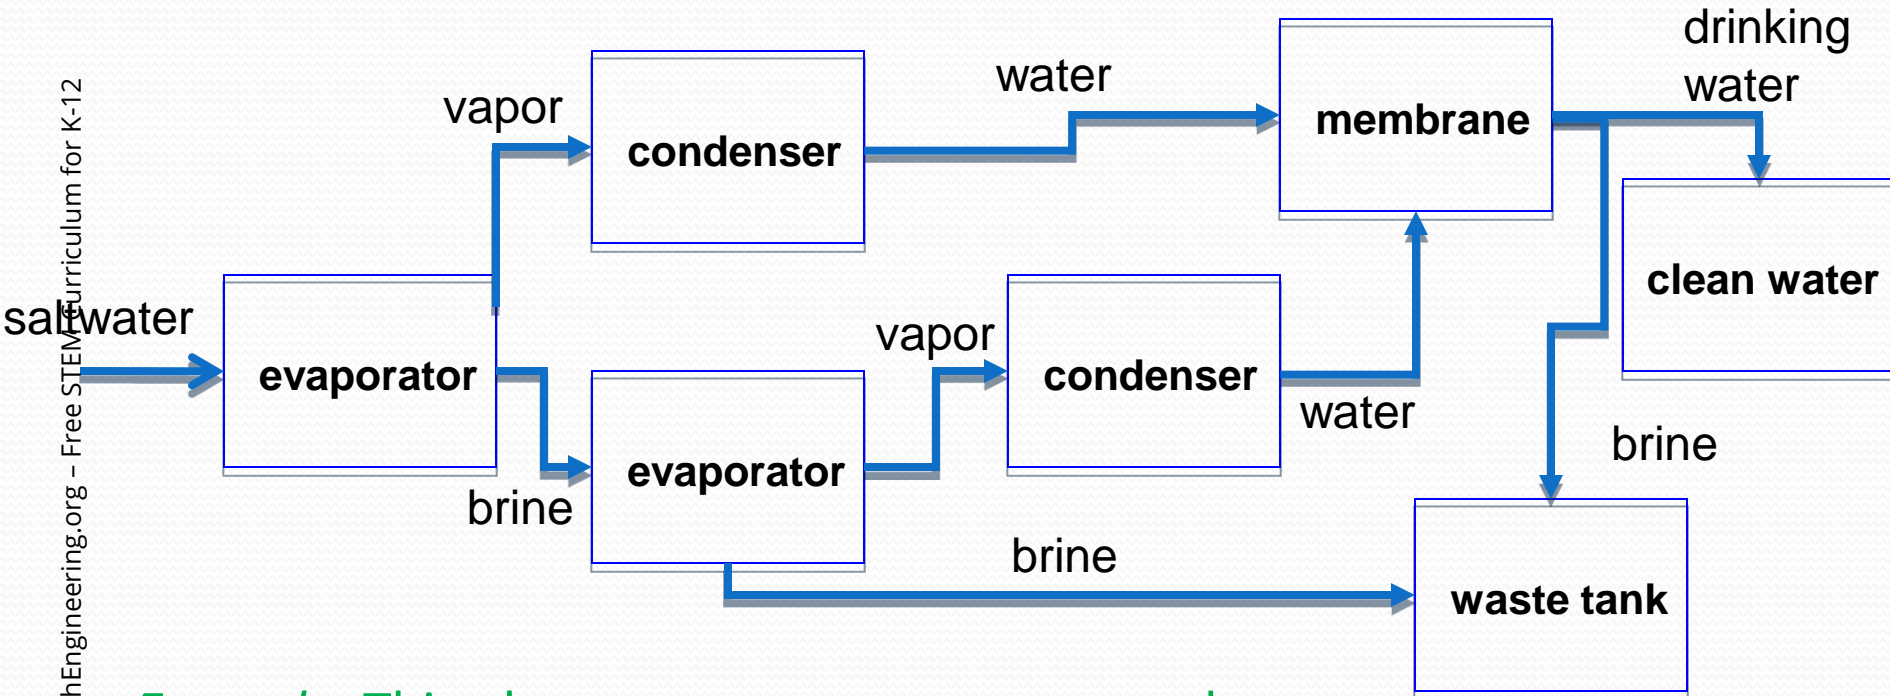 drinking
water
water
vapor
membrane
condenser
clean water
saltwater
vapor
evaporator
condenser
water
brine
evaporator
brine
brine
waste tank
hEngineering.org – Free STEM Curriculum for K-12